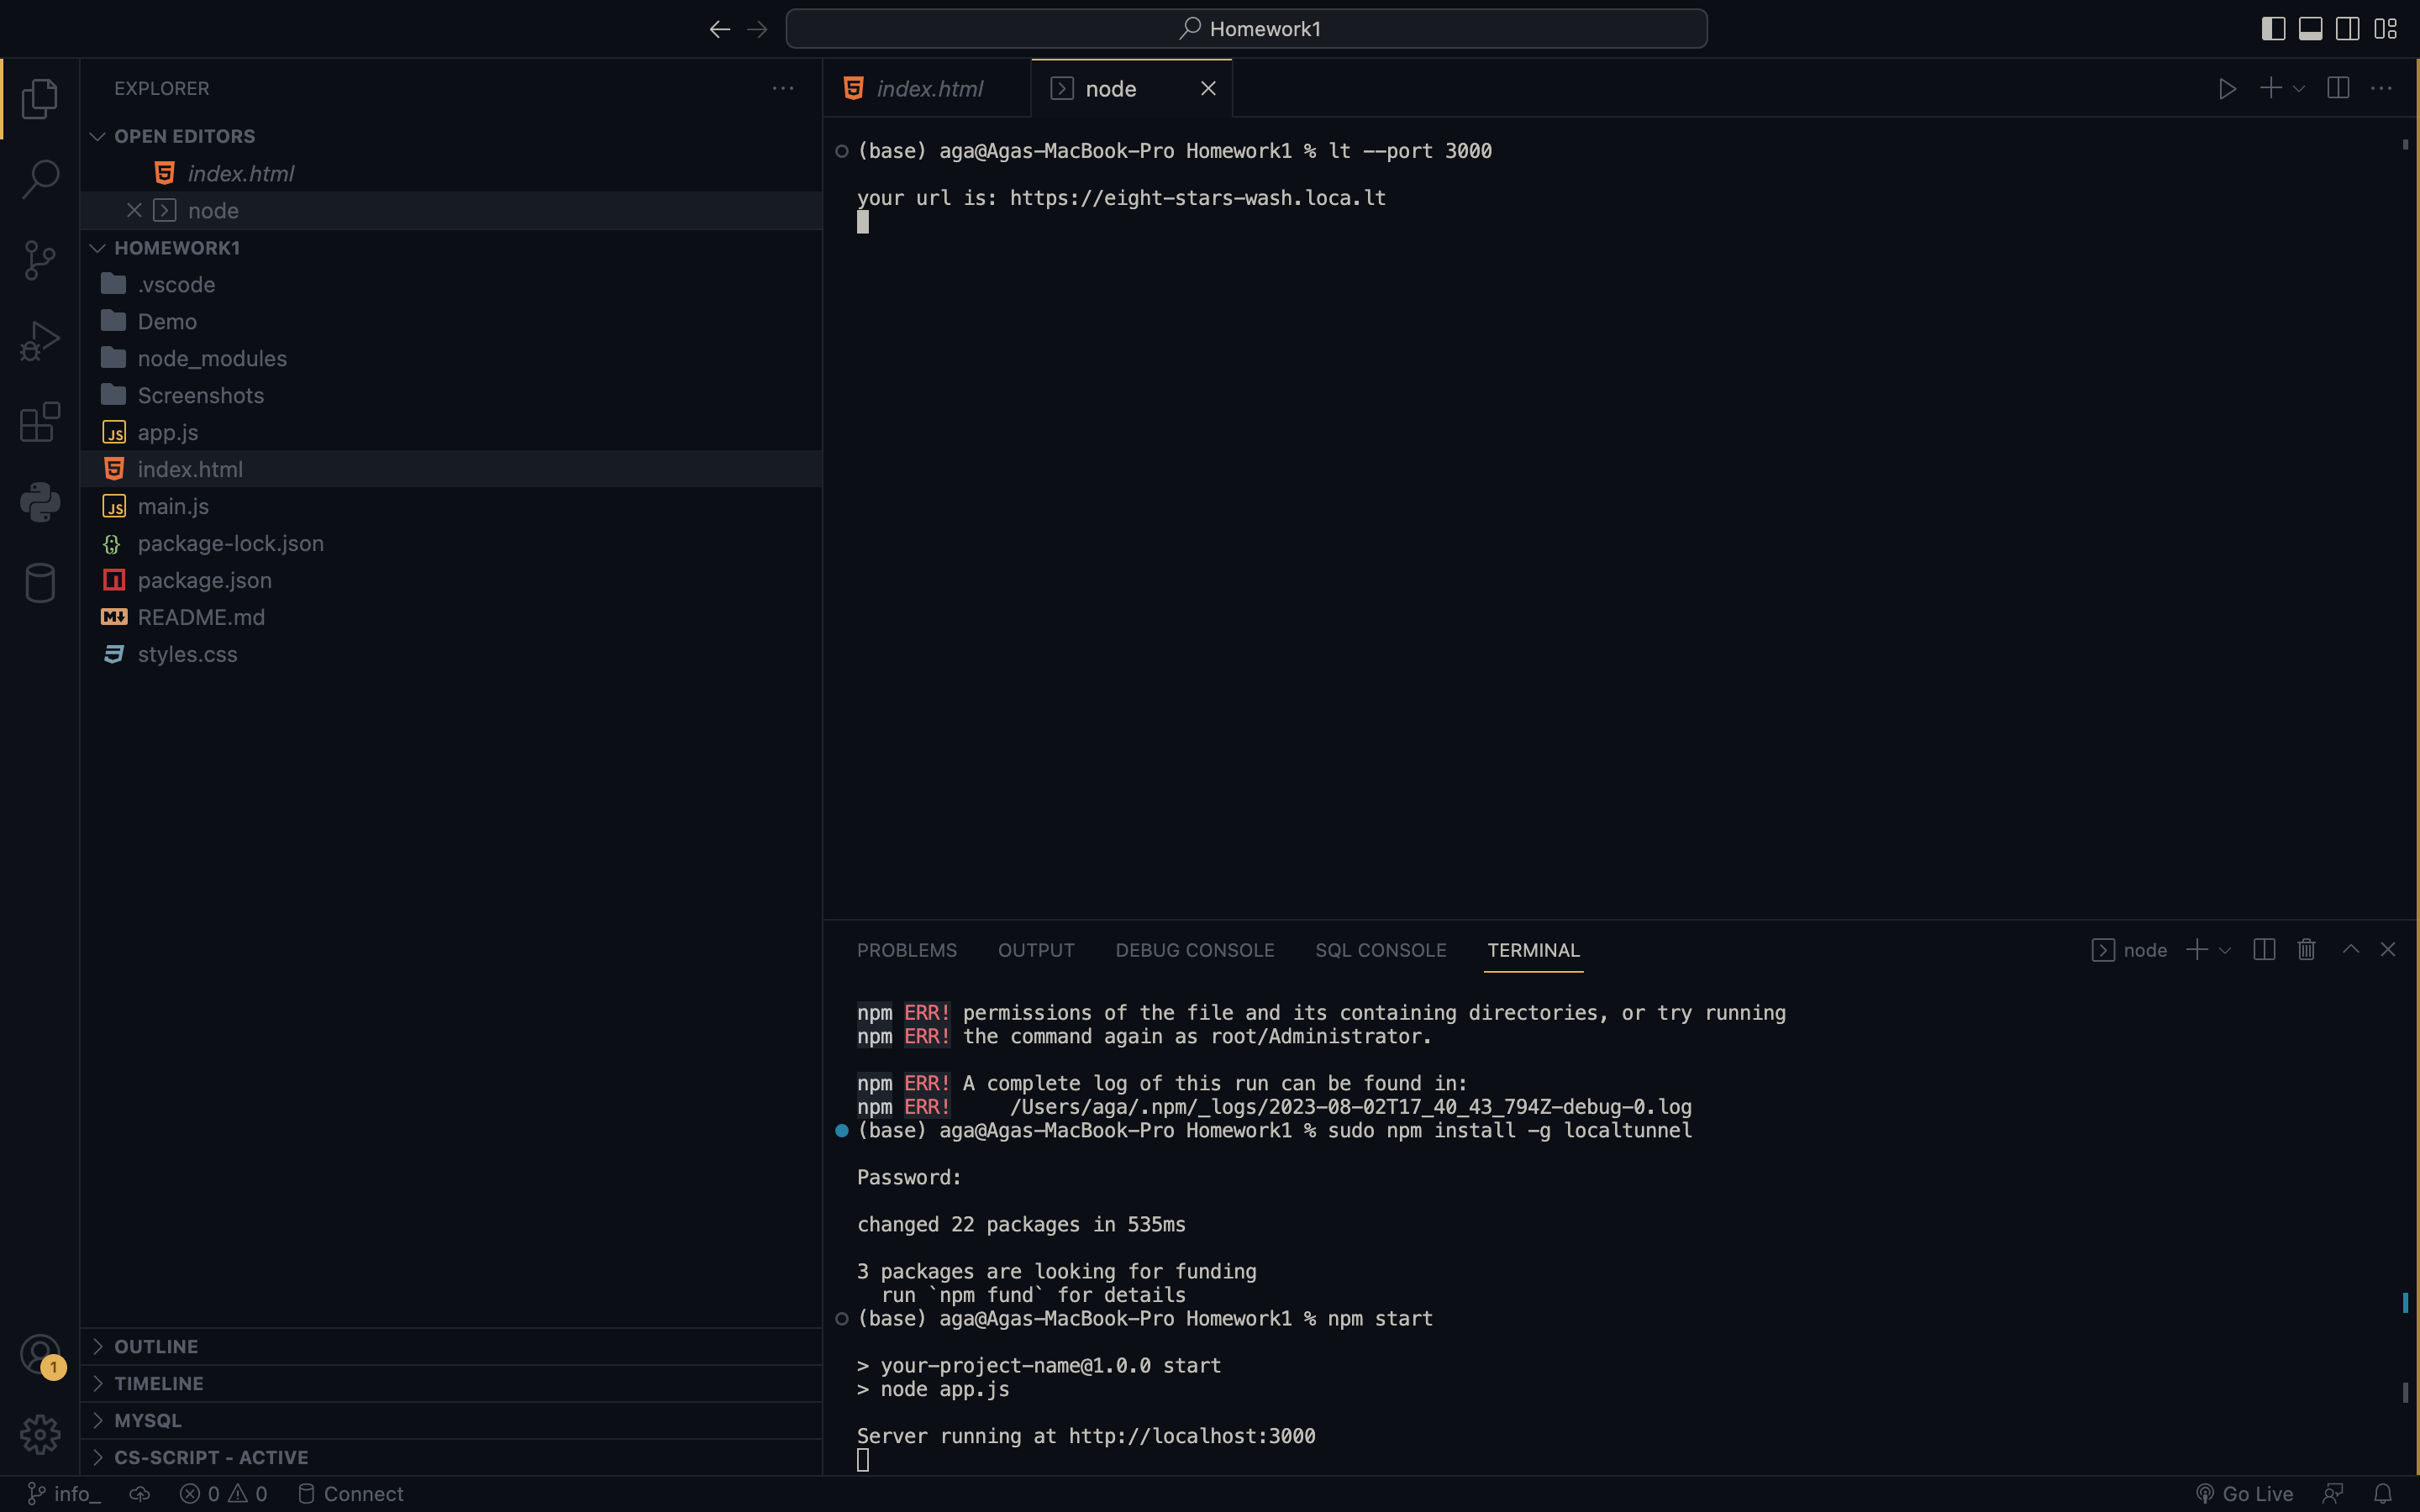 Homework1
EXPLORER
OPEN EDITORS
index.html
node
HOMEWORK1
.vscode
Demo
node_modules
Screenshots
JS app.js
5 index.html
JS main.js
package-lock.json
package.json
README.md
styles.css
OUTLINE
TIMELINE
MYSQL
CS-SCRIPT - ACTIVE
1
index.html
node
(base) aga@Agas-MacBook-Pro Homework1 % lt --port 3000
your url is: https://eight-stars-wash.loca.lt
PROBLEMS OUTPUT DEBUG CONSOLE SQL CONSOLE TERMINAL
node
npm ERR! permissions of the file and its containing directories, or try running
npm ERR! the command again as root/Administrator.
npm ERR! A complete log of this run can be found in:
npm ERR!     /Users/aga/.npm/_logs/2023-08-02T17_40_43_794Z-debug-0.log
(base) aga@Agas-MacBook-Pro Homework1 % sudo npm install -g localtunnel
Password:
changed 22 packages in 535ms
3 packages are looking for funding
  run `npm fund` for details
(base) aga@Agas-MacBook-Pro Homework1 % npm start
> your-project-name@1.0.0 start
> node app.js
Server running at http://localhost:3000
info_ 0 0 Connect
Go Live